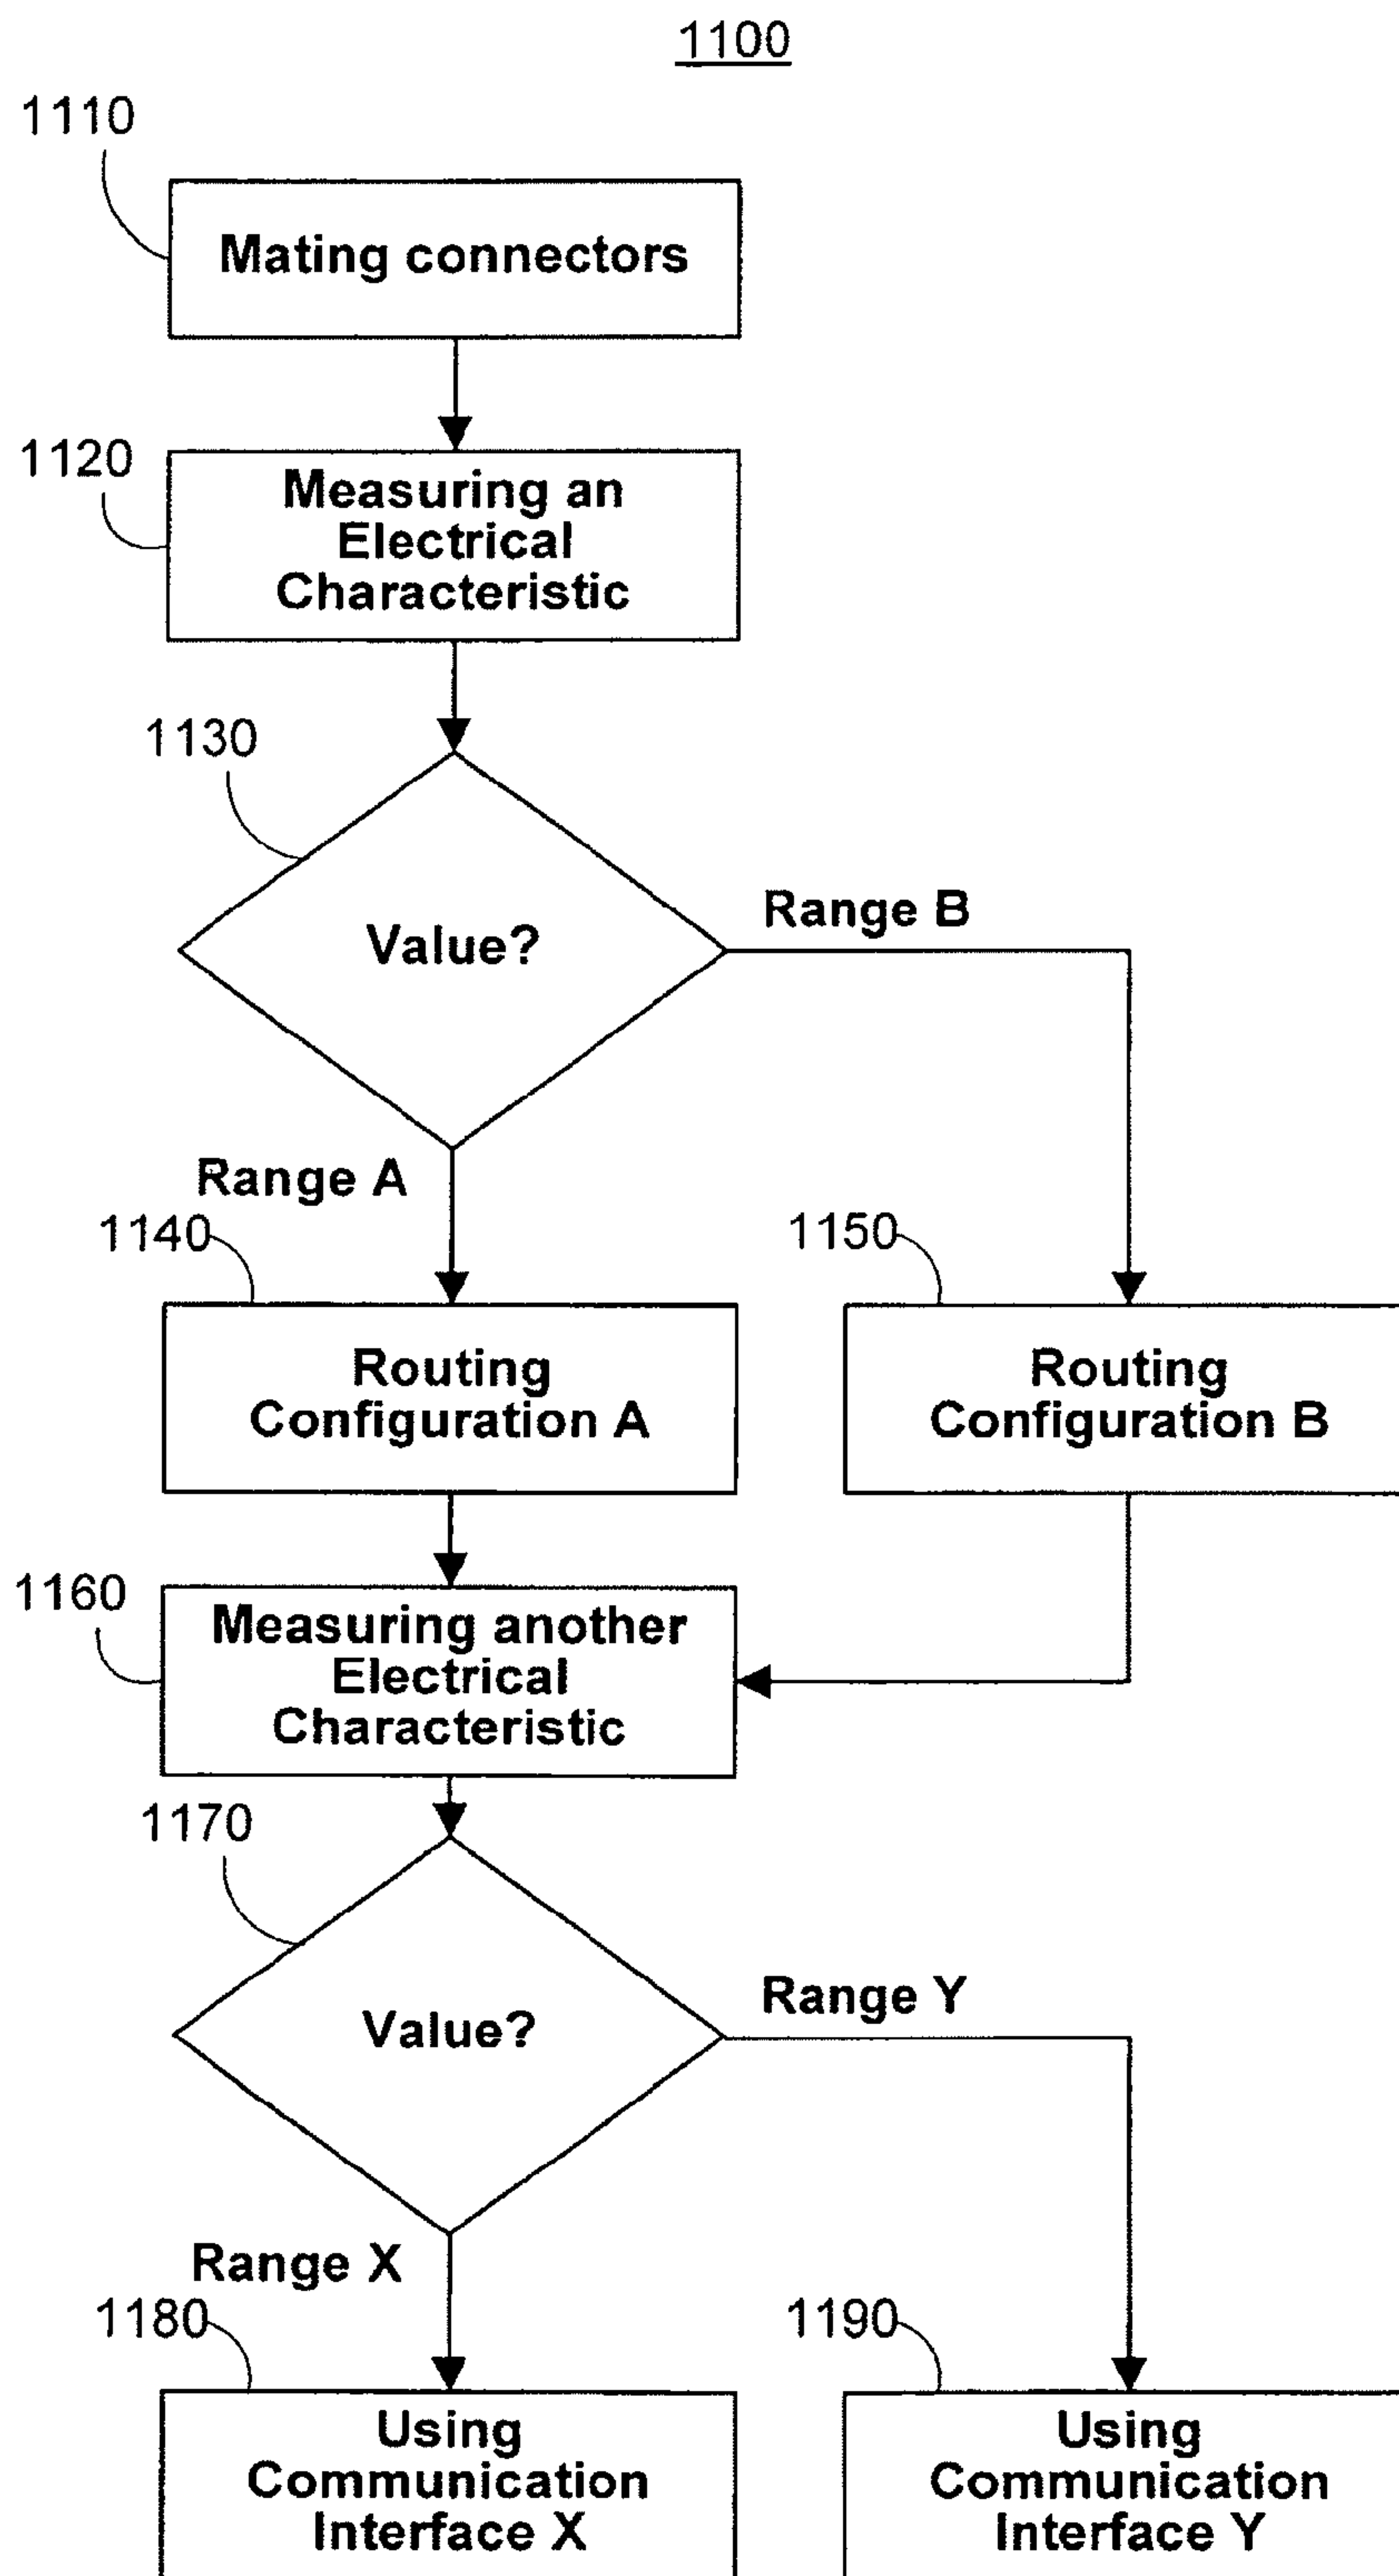 1100
1110
Mating connectors
1120
Measuring an
Electrical
Characteristic
1130
Value?
Range B
Range A
1140
1150
Routing
Configuration A
Routing
Configuration B
1160
Measuring another
Electrical
Characteristic
1170
Value?
Range Y
Range X
1180
1190
Using
Communication
Interface X
Using
Communication
Interface Y